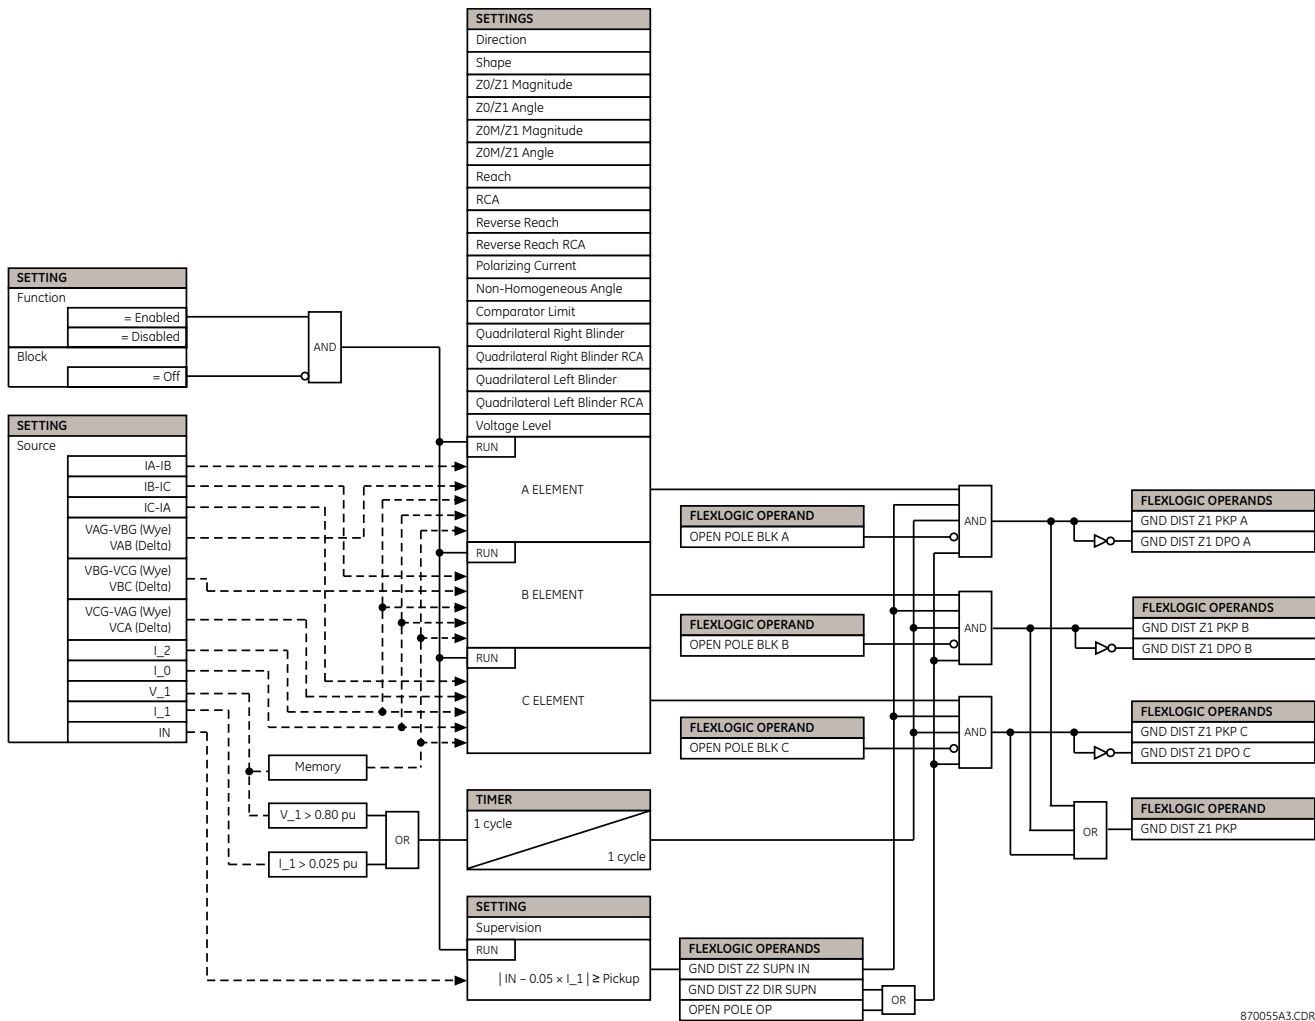 SETTINGS
Direction
Shape
Z0/Z1 Magnitude
Z0/Z1 Angle
Z0M/Z1 Magnitude
Z0M/Z1 Angle
Reach
RCA
Reverse Reach
Reverse Reach RCA
Polarizing Current
Non-Homogeneous Angle
Comparator Limit
Quadrilateral Right Blinder
Quadrilateral Right Blinder RCA
Quadrilateral Left Blinder
Quadrilateral Left Blinder RCA
Voltage Level
RUN
A ELEMENT
RUN
B ELEMENT
RUN
C ELEMENT
SETTING
Function
= Enabled
= Disabled
Block
= Off
AND
SETTING
Source
IA-IB
IB-IC
IC-IA
VAG-VBG (Wye)
VAB (Delta)
VBG-VCG (Wye)
VBC (Delta)
VCG-VAG (Wye)
VCA (Delta)
I_2
I_0
V_1
I_1
IN
Memory
V_1 > 0.80 pu
I_1 > 0.025 pu
OR
TIMER
1 cycle
1 cycle
SETTING
Supervision
RUN
| IN – 0.05 × I_1 | ≥ Pickup
FLEXLOGIC OPERAND
OPEN POLE BLK A
FLEXLOGIC OPERAND
OPEN POLE BLK B
FLEXLOGIC OPERAND
OPEN POLE BLK C
FLEXLOGIC OPERANDS
GND DIST Z2 SUPN IN
GND DIST Z2 DIR SUPN
OPEN POLE OP
OR
AND
AND
AND
FLEXLOGIC OPERANDS
GND DIST Z1 PKP A
GND DIST Z1 DPO A
FLEXLOGIC OPERANDS
GND DIST Z1 PKP B
GND DIST Z1 DPO B
FLEXLOGIC OPERANDS
GND DIST Z1 PKP C
GND DIST Z1 DPO C
OR
FLEXLOGIC OPERAND
GND DIST Z1 PKP
870055A3.CDR